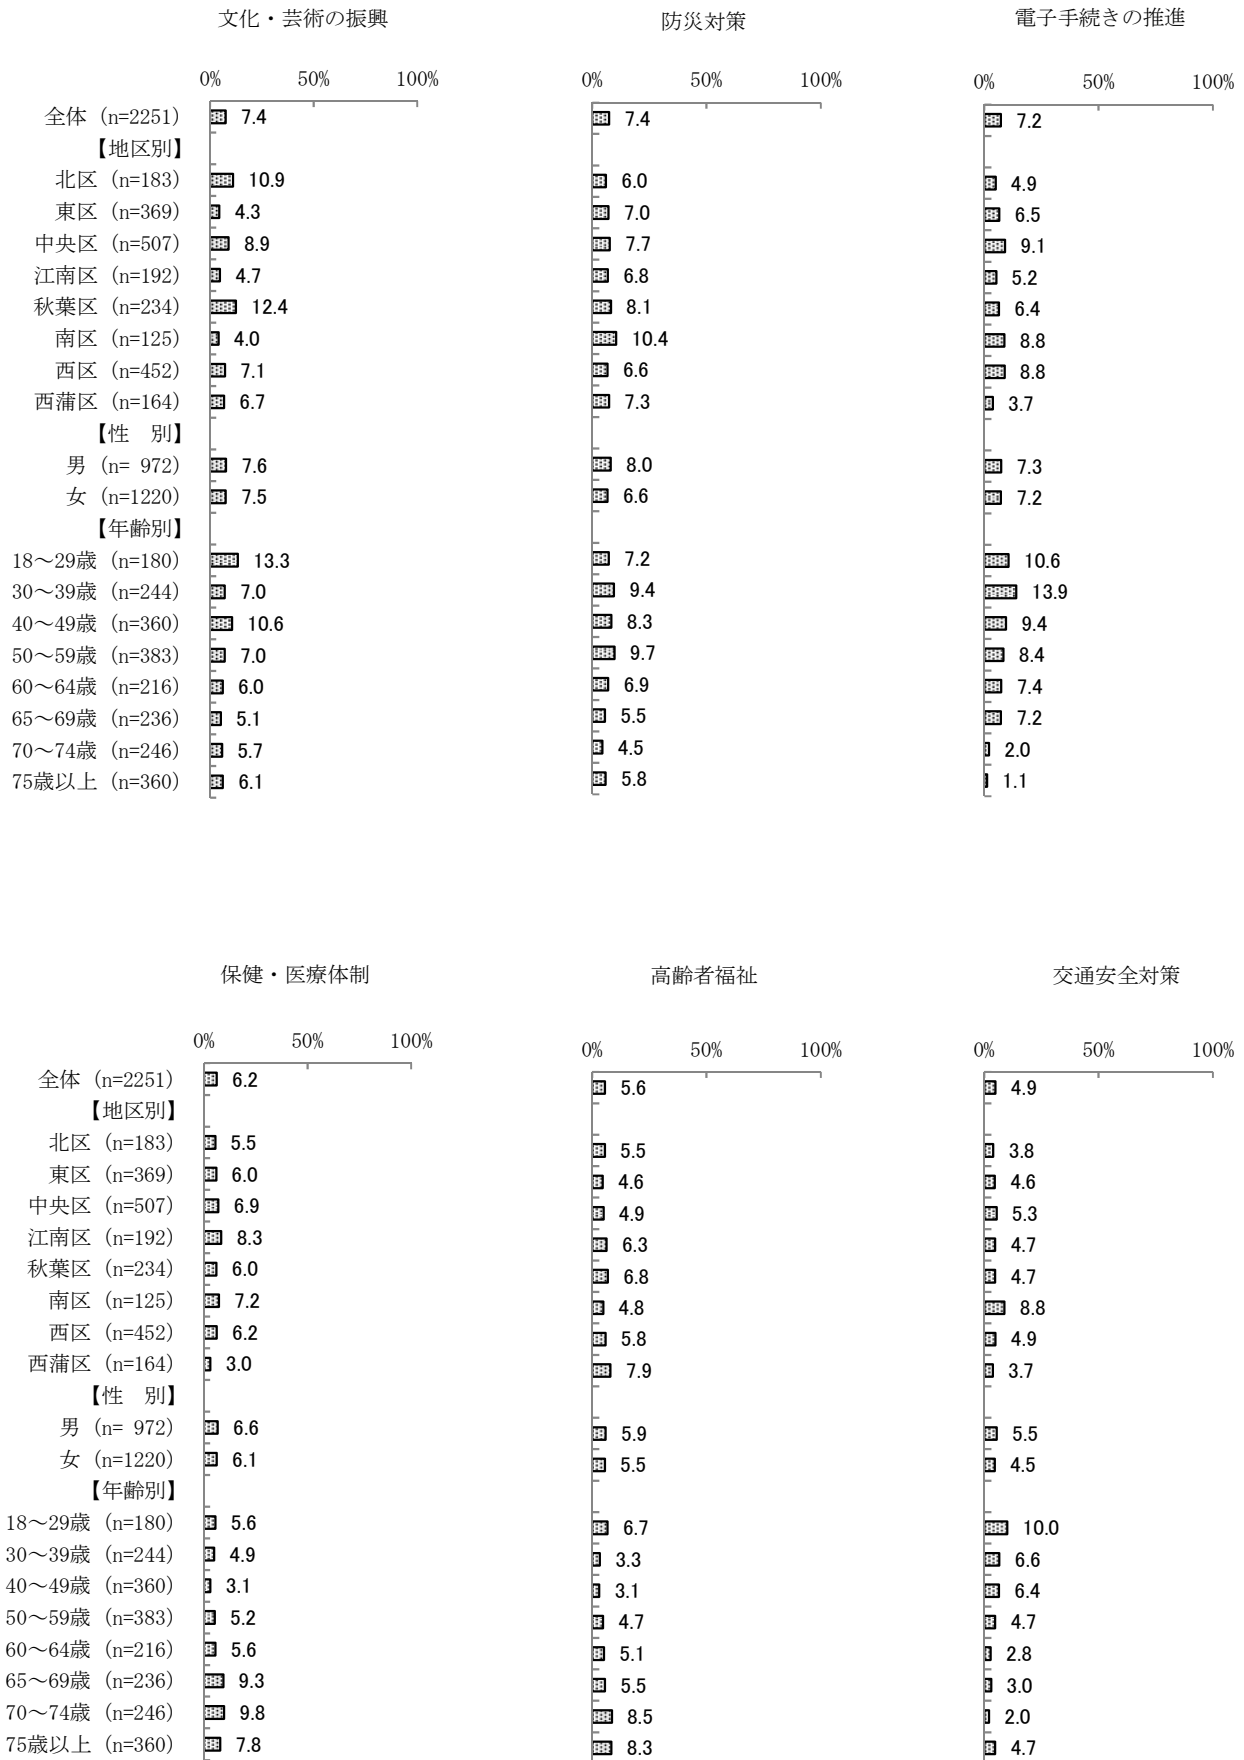 文化・芸術の振興 防災対策 電子手続きの推進
0% 50% 100% 0% 50% 100% 0% 50% 100%
全体 (n=2251) 7.4 7.4 7.2
【地区別】
北区 (n=183) 10.9 6.0 4.9
東区 (n=369) 4.3 7.0 6.5
中央区 (n=507) 8.9 7.7 9.1
江南区 (n=192) 4.7 6.8 5.2
秋葉区 (n=234) 12.4 8.1 6.4
南区 (n=125) 4.0 10.4 8.8
西区 (n=452) 7.1 6.6 8.8
西蒲区 (n=164) 6.7 7.3 3.7
【性　別】
男 (n= 972) 7.6 8.0 7.3
女 (n=1220) 7.5 6.6 7.2
【年齢別】
18～29歳 (n=180) 13.3 7.2 10.6
30～39歳 (n=244) 7.0 9.4 13.9
40～49歳 (n=360) 10.6 8.3 9.4
50～59歳 (n=383) 7.0 9.7 8.4
60～64歳 (n=216) 6.0 6.9 7.4
65～69歳 (n=236) 5.1 5.5 7.2
70～74歳 (n=246) 5.7 4.5 2.0
75歳以上 (n=360) 6.1 5.8 1.1
保健・医療体制 高齢者福祉 交通安全対策
0% 50% 100% 0% 50% 100% 0% 50% 100%
全体 (n=2251) 6.2 5.6 4.9
【地区別】
北区 (n=183) 5.5 5.5 3.8
東区 (n=369) 6.0 4.6 4.6
中央区 (n=507) 6.9 4.9 5.3
江南区 (n=192) 8.3 6.3 4.7
秋葉区 (n=234) 6.0 6.8 4.7
南区 (n=125) 7.2 4.8 8.8
西区 (n=452) 6.2 5.8 4.9
西蒲区 (n=164) 3.0 7.9 3.7
【性　別】
男 (n= 972) 6.6 5.9 5.5
女 (n=1220) 6.1 5.5 4.5
【年齢別】
18～29歳 (n=180) 5.6 6.7 10.0
30～39歳 (n=244) 4.9 3.3 6.6
40～49歳 (n=360) 3.1 3.1 6.4
50～59歳 (n=383) 5.2 4.7 4.7
60～64歳 (n=216) 5.6 5.1 2.8
65～69歳 (n=236) 9.3 5.5 3.0
70～74歳 (n=246) 9.8 8.5 2.0
75歳以上 (n=360) 7.8 8.3 4.7